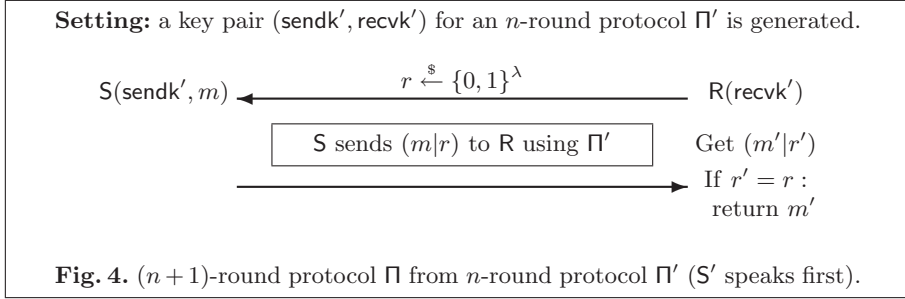 Setting: a key pair (sendk′, recvk′) for an n-round protocol Π′ is generated.
S(sendk′, m) r ←$ {0, 1}^λ R(recvk′)
S sends (m|r) to R using Π′ Get (m′|r′)
If r′ = r :
return m′
Fig. 4. (n + 1)-round protocol Π from n-round protocol Π′ (S′ speaks first).